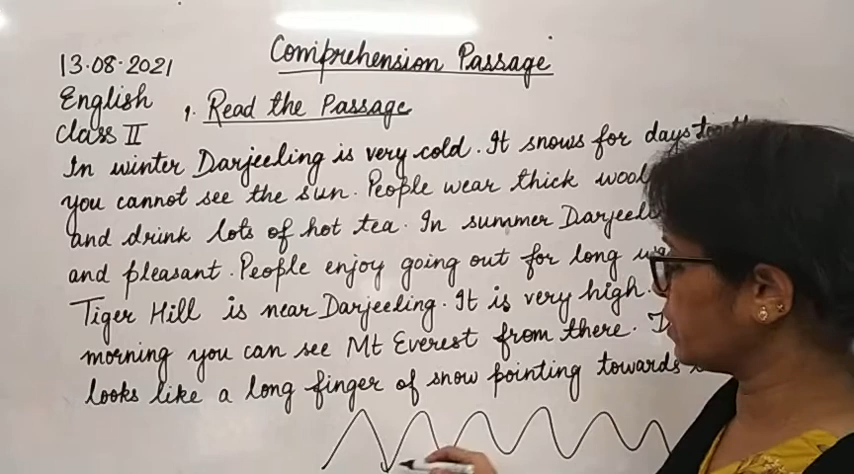 Comprehension Passage
13.08.2021
English
Class II
1. Read the Passage
In winter Darjeeling is very cold. It snows for days
you cannot see the sun. People wear thick
and drink lots of hot tea. In summer
and pleasant. People enjoy going out for long
Tiger Hill is near Darjeeling. It is very high.
morning you can see Mt Everest from there.
looks like a long finger of snow pointing towards